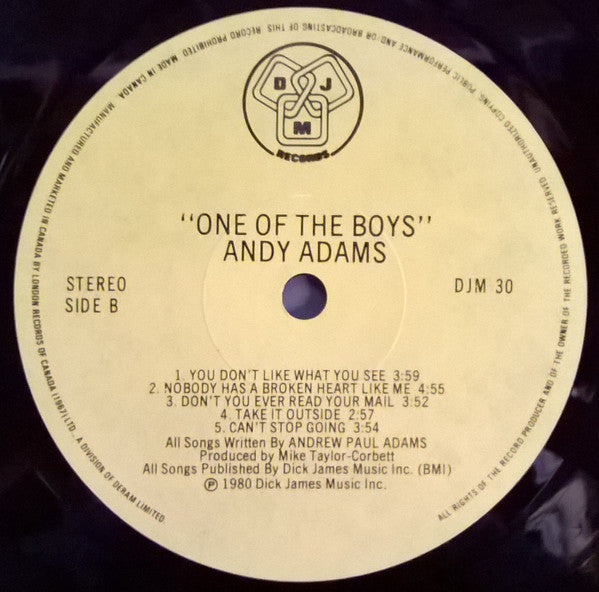 D J
M
RECORDS
"ONE OF THE BOYS"
ANDY ADAMS
STEREO
SIDE B
DJM 30
1. YOU DON'T LIKE WHAT YOU SEE 3:59
2. NOBODY HAS A BROKEN HEART LIKE ME 4:55
3. DON'T YOU EVER READ YOUR MAIL 3:52
4. TAKE IT OUTSIDE 2:57
5. CAN'T STOP GOING 3:54
All Songs Written By ANDREW PAUL ADAMS
Produced by Mike Taylor-Corbett
All Songs Published By Dick James Music Inc. (BMI)
Ⓟ 1980 Dick James Music Inc.
MANUFACTURED AND MARKETED IN CANADA BY LONDON RECORDS OF CANADA (1967) LTD. - A DIVISION OF DERAM LIMITED
ALL RIGHTS OF THE RECORD PRODUCER AND OF THE OWNER OF THE RECORDED WORK RESERVED UNAUTHORIZED COPYING, PUBLIC PERFORMANCE AND/OR BROADCASTING OF THIS RECORD PROHIBITED. MADE IN CANADA.